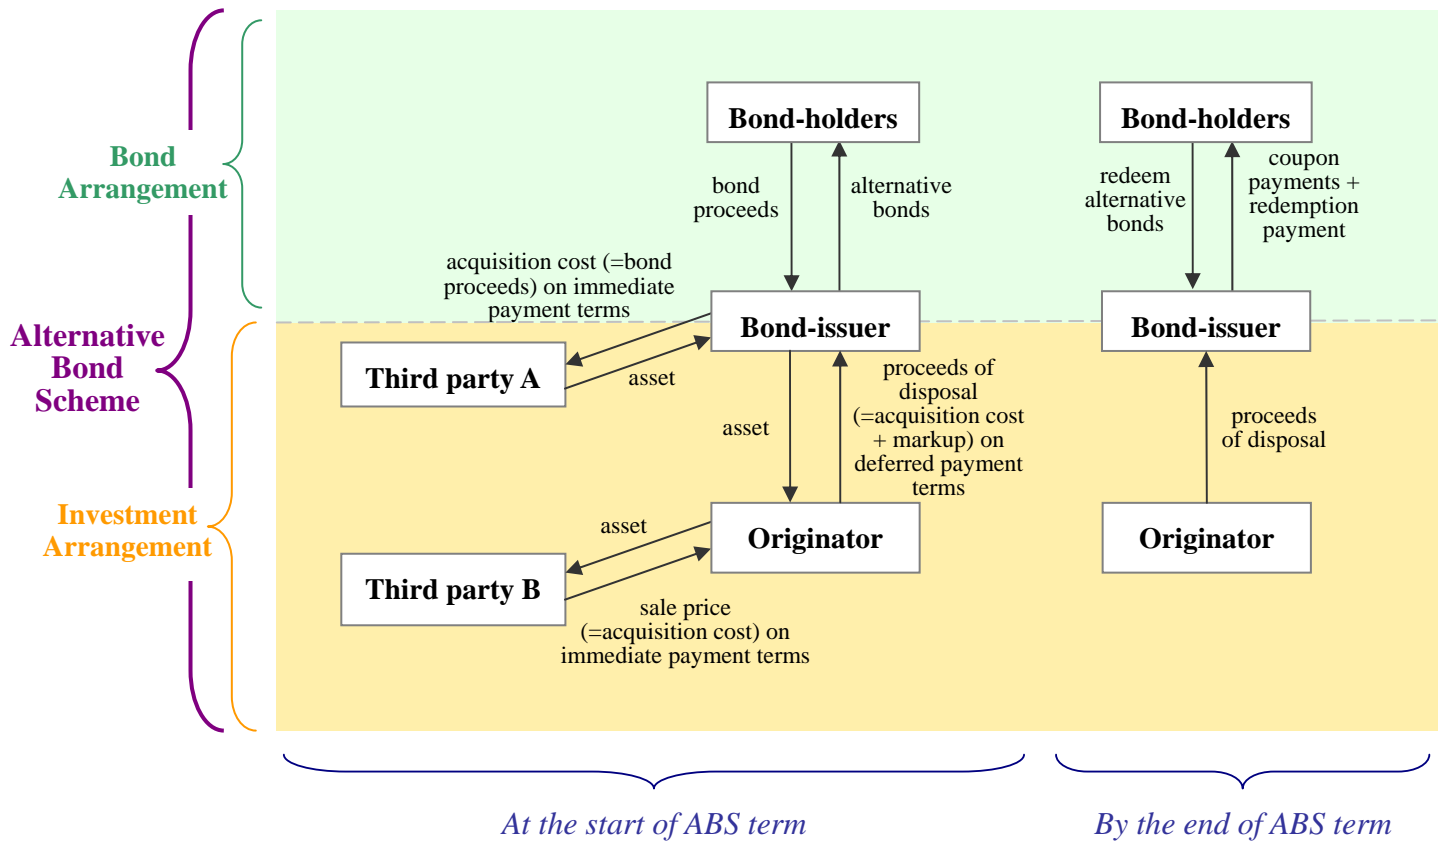 Bond
Arrangement
Alternative
Bond
Scheme
Investment
Arrangement
Bond-holders
bond
proceeds
alternative
bonds
acquisition cost (=bond
proceeds) on immediate
payment terms
Bond-issuer
Third party A
asset
asset
proceeds of
disposal
(=acquisition cost
+ markup) on
deferred payment
terms
Originator
asset
Third party B
sale price
(=acquisition cost) on
immediate payment terms
Bond-holders
redeem
alternative
bonds
coupon
payments +
redemption
payment
Bond-issuer
proceeds
of disposal
Originator
At the start of ABS term
By the end of ABS term